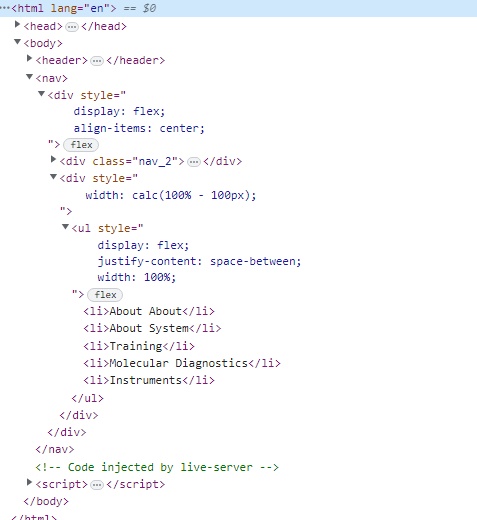 ···<html lang="en"> == $0
<head> ··· </head>
<body>
<header> ··· </header>
<nav>
<div style="
display: flex;
align-items: center;
"> flex
<div class="nav_2"> ··· </div>
<div style="
width: calc(100% - 100px);
">
<ul style="
display: flex;
justify-content: space-between;
width: 100%;
"> flex
<li>About About</li>
<li>About System</li>
<li>Training</li>
<li>Molecular Diagnostics</li>
<li>Instruments</li>
</ul>
</div>
</div>
</nav>
<!-- Code injected by live-server -->
<script> ··· </script>
</body>
</html>